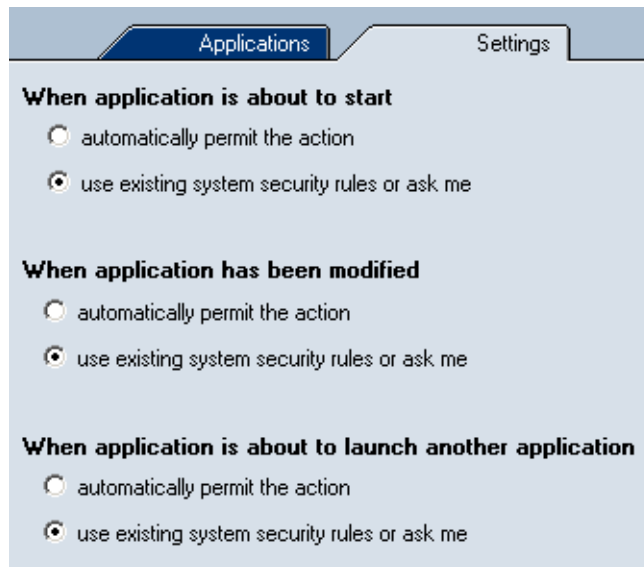 Applications Settings
When application is about to start
automatically permit the action
use existing system security rules or ask me
When application has been modified
automatically permit the action
use existing system security rules or ask me
When application is about to launch another application
automatically permit the action
use existing system security rules or ask me